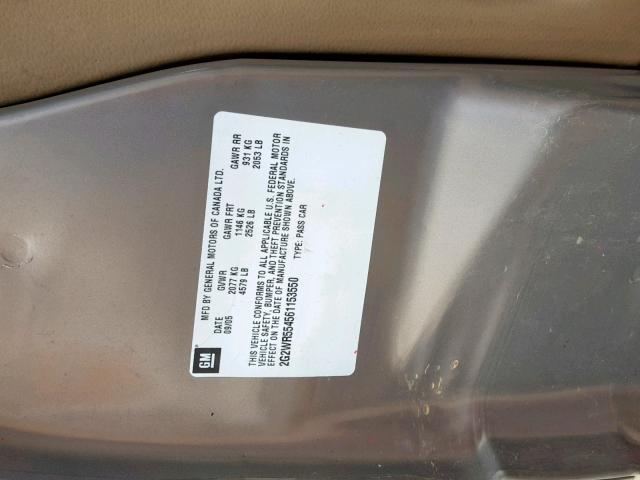 GM
MFD BY GENERAL MOTORS OF CANADA LTD.
DATE GVWR GAWR FRT GAWR RR
09/05 2077 KG 1146 KG 931 KG
4579 LB 2526 LB 2053 LB
THIS VEHICLE CONFORMS TO ALL APPLICABLE U.S. FEDERAL MOTOR
VEHICLE SAFETY, BUMPER, AND THEFT PREVENTION STANDARDS IN
EFFECT ON THE DATE OF MANUFACTURE SHOWN ABOVE.
2G2WR554561153550 TYPE: PASS CAR